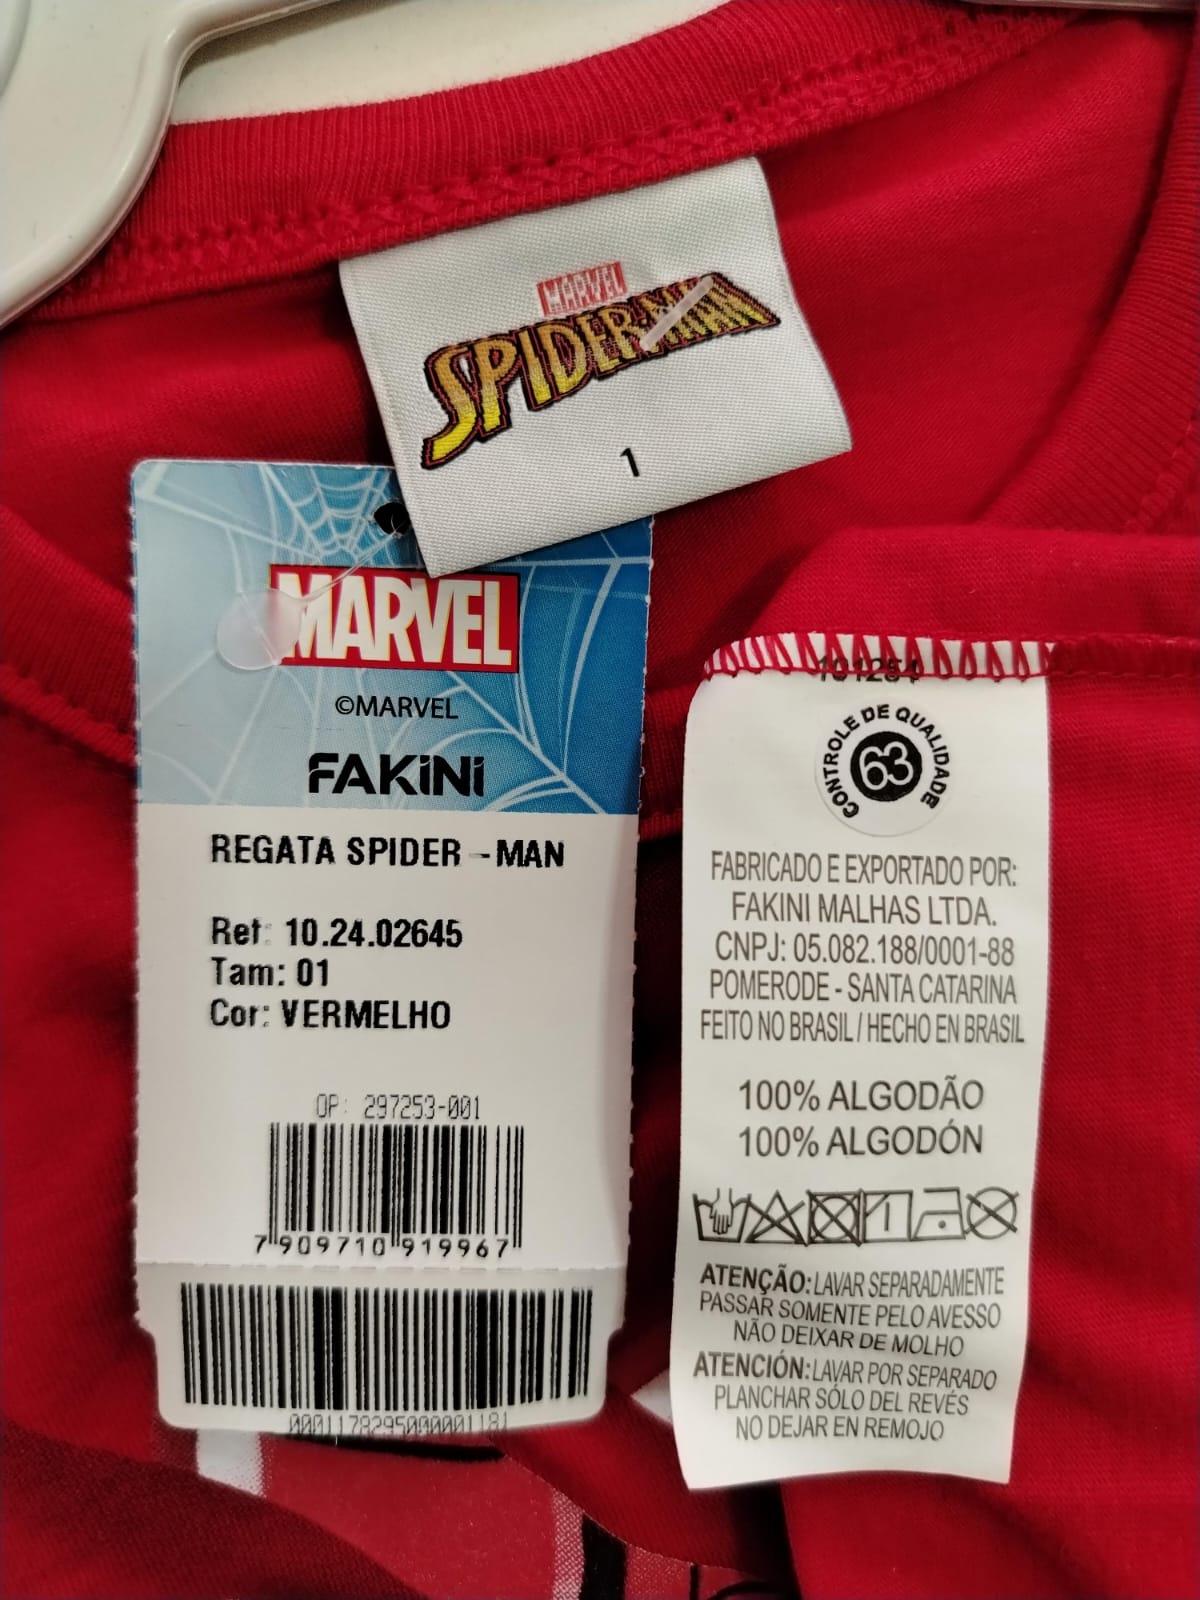 MARVEL
SPIDER-MAN
1
MARVEL
©MARVEL
FAKINI
REGATA SPIDER -MAN
Ref: 10.24.02645
Tam: 01
Cor: VERMELHO
OP: 297253-001
7 909710 919967
00011782950000001181
101254
CONTROLE DE QUALIDADE
63
FABRICADO E EXPORTADO POR:
FAKINI MALHAS LTDA.
CNPJ: 05.082.188/0001-88
POMERODE - SANTA CATARINA
FEITO NO BRASIL / HECHO EN BRASIL
100% ALGODÃO
100% ALGODÓN
ATENÇÃO: LAVAR SEPARADAMENTE
PASSAR SOMENTE PELO AVESSO
NÃO DEIXAR DE MOLHO
ATENCIÓN: LAVAR POR SEPARADO
PLANCHAR SÓLO DEL REVÉS
NO DEJAR EN REMOJO